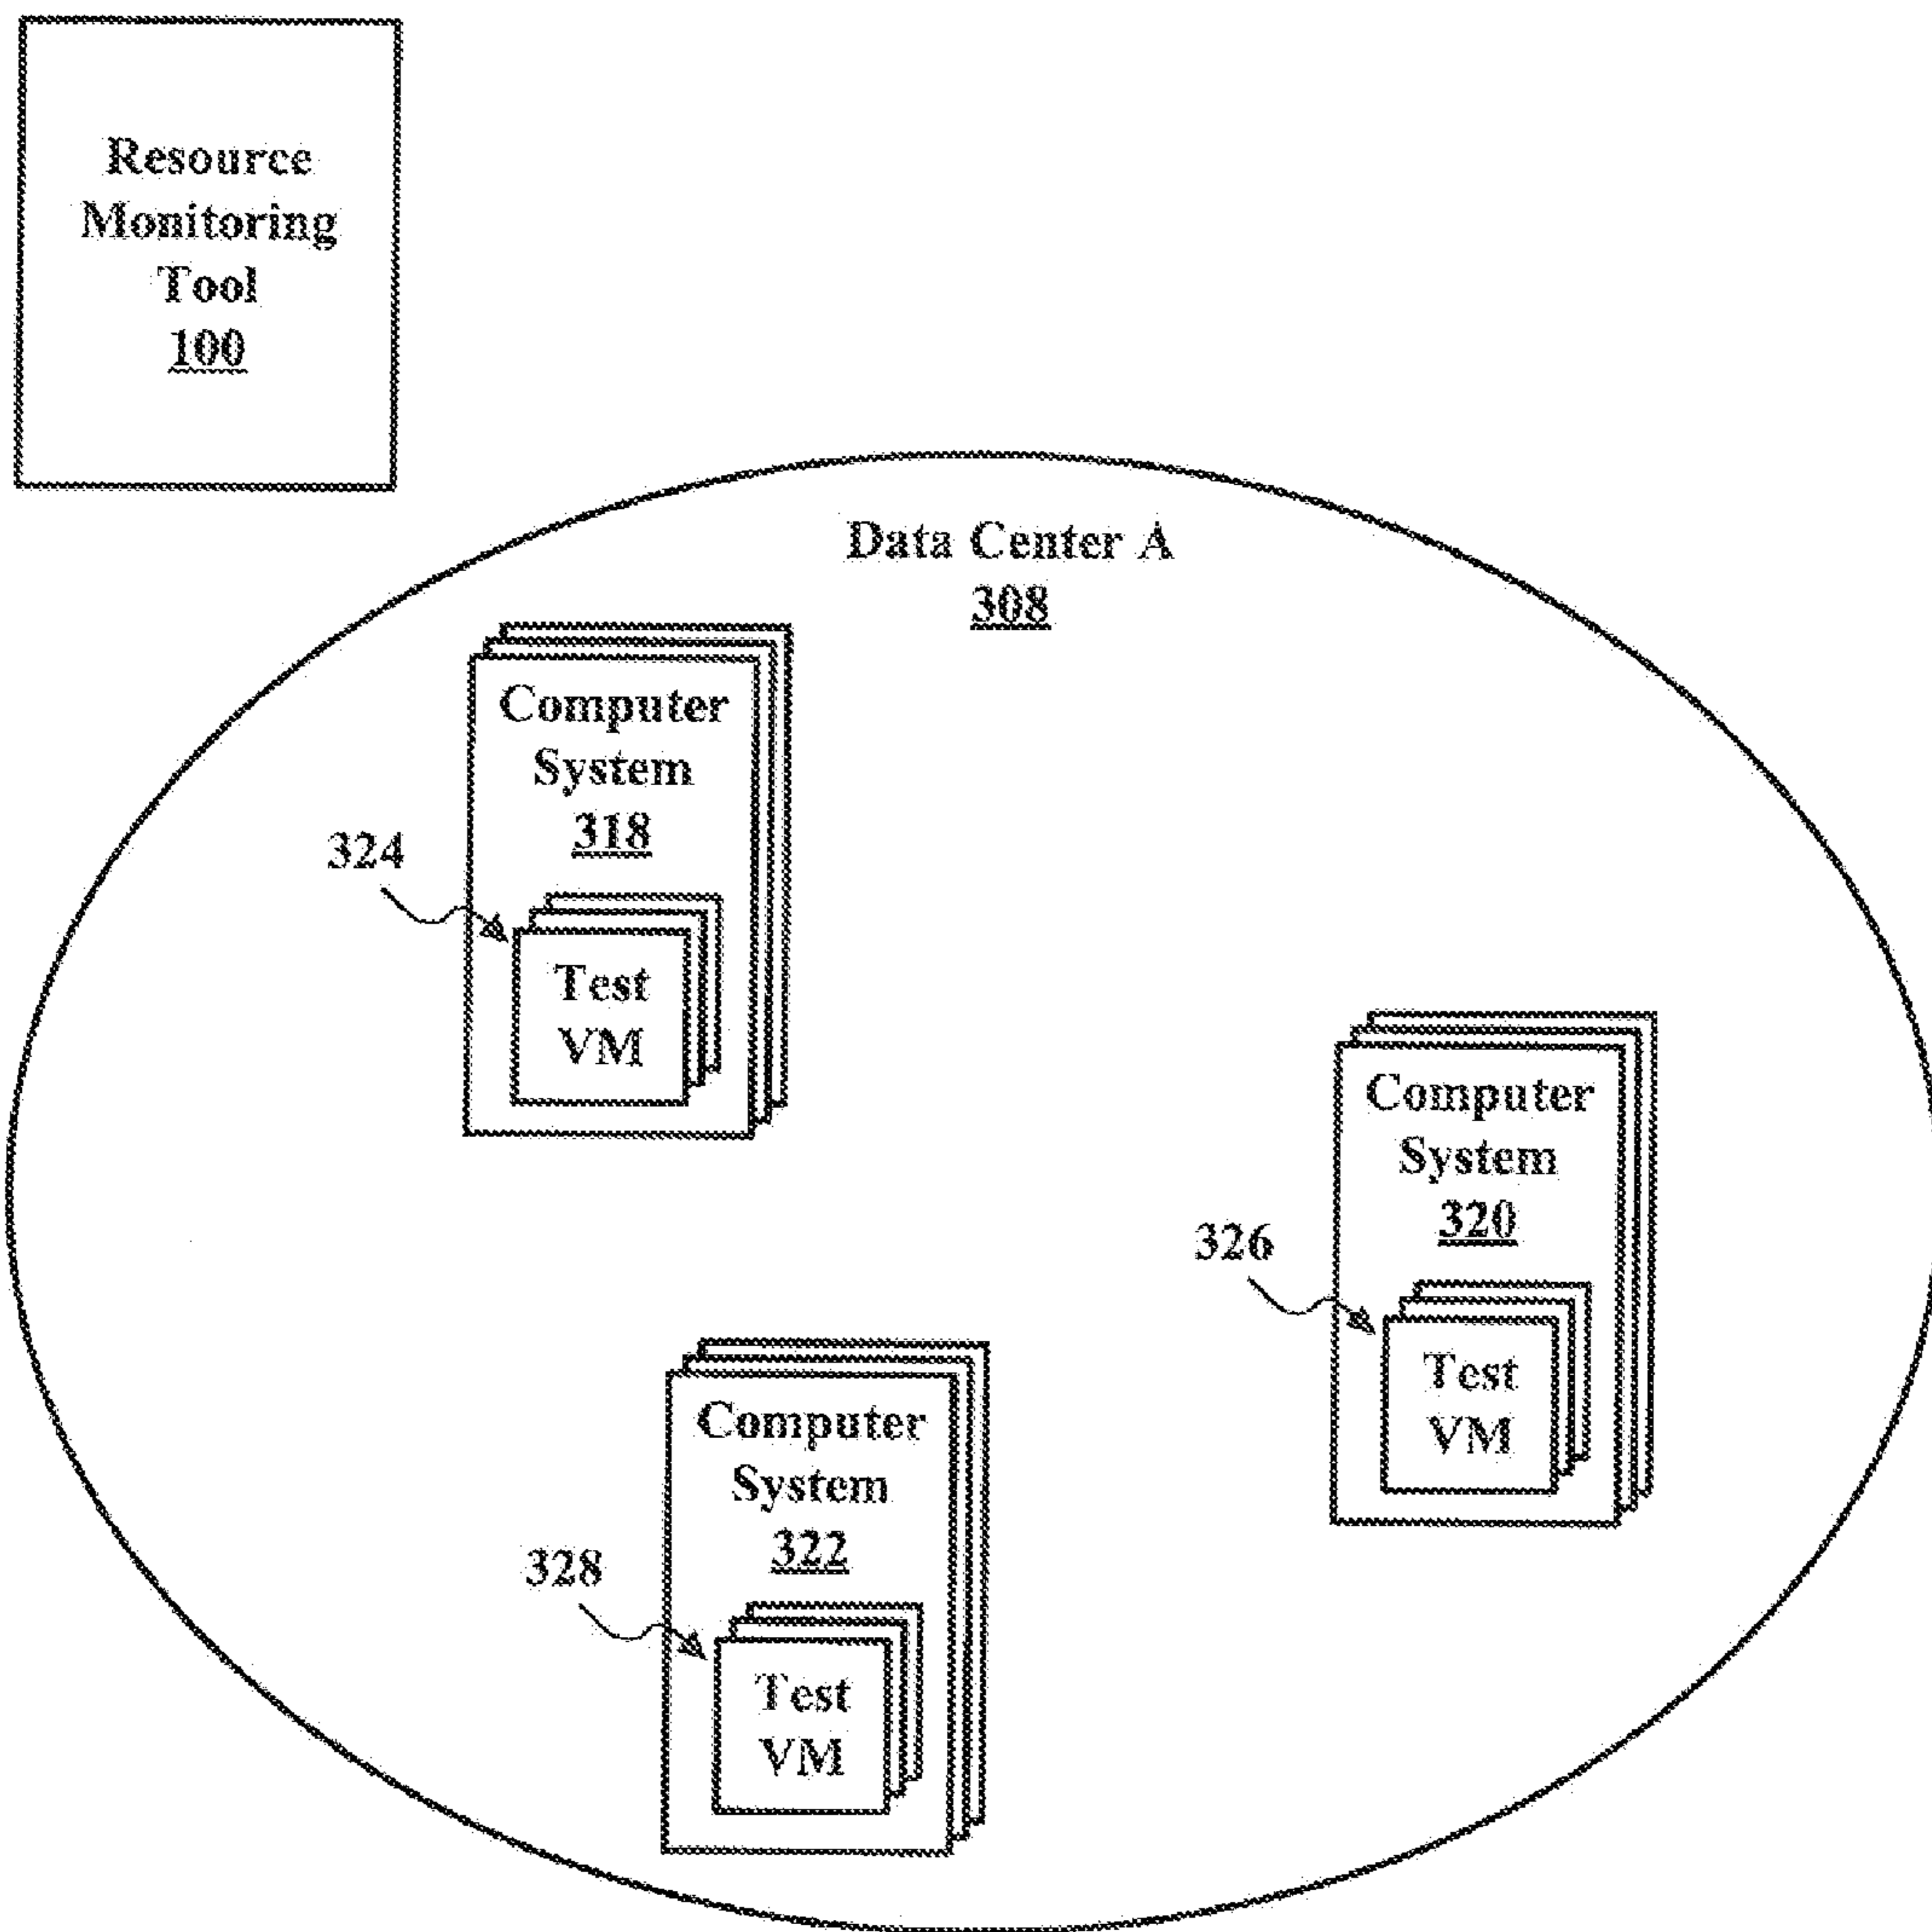 Resource
Monitoring
Tool
100
Data Center A
308
Computer
System
318
324
Test
VM
Computer
System
320
326
Test
VM
Computer
System
322
328
Test
VM